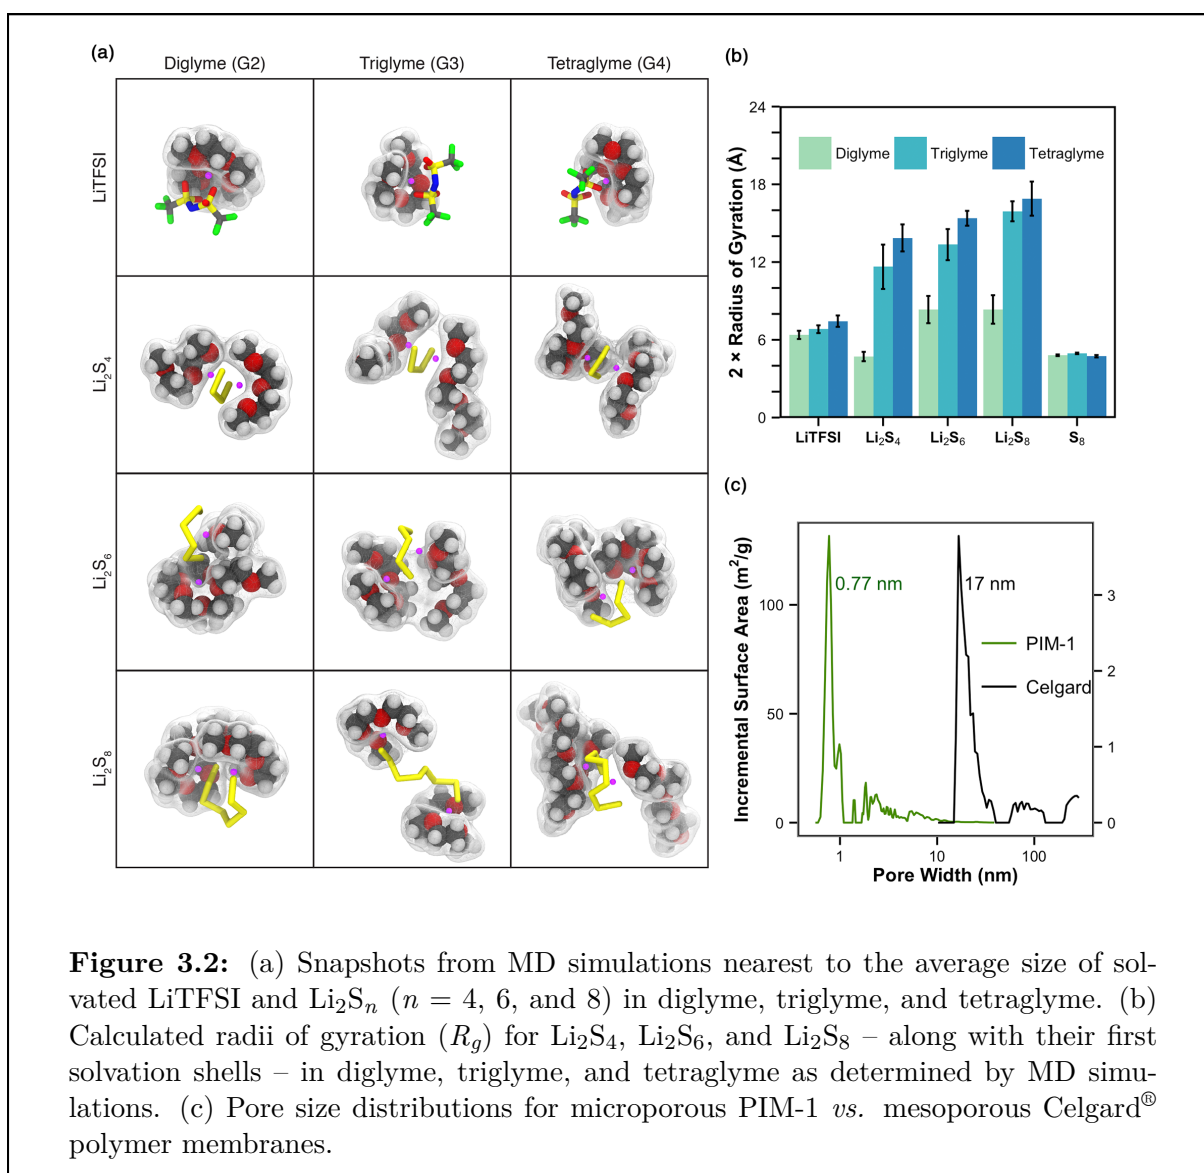 (a)
Diglyme (G2) Triglyme (G3) Tetraglyme (G4)
LiTFSI
Li₂S₄
Li₂S₆
Li₂S₈
(b)
2 × Radius of Gyration (Å)
24
18
12
6
0
Diglyme Triglyme Tetraglyme
LiTFSI Li₂S₄ Li₂S₆ Li₂S₈ S₈
(c)
Incremental Surface Area (m²/g)
100
50
0
0.77 nm 17 nm
PIM-1
Celgard
3
2
1
0
1 10 100
Pore Width (nm)
Figure 3.2: (a) Snapshots from MD simulations nearest to the average size of sol-
vated LiTFSI and Li₂Sₙ (n = 4, 6, and 8) in diglyme, triglyme, and tetraglyme. (b)
Calculated radii of gyration (R_g) for Li₂S₄, Li₂S₆, and Li₂S₈ – along with their first
solvation shells – in diglyme, triglyme, and tetraglyme as determined by MD simu-
lations. (c) Pore size distributions for microporous PIM-1 vs. mesoporous Celgard®
polymer membranes.